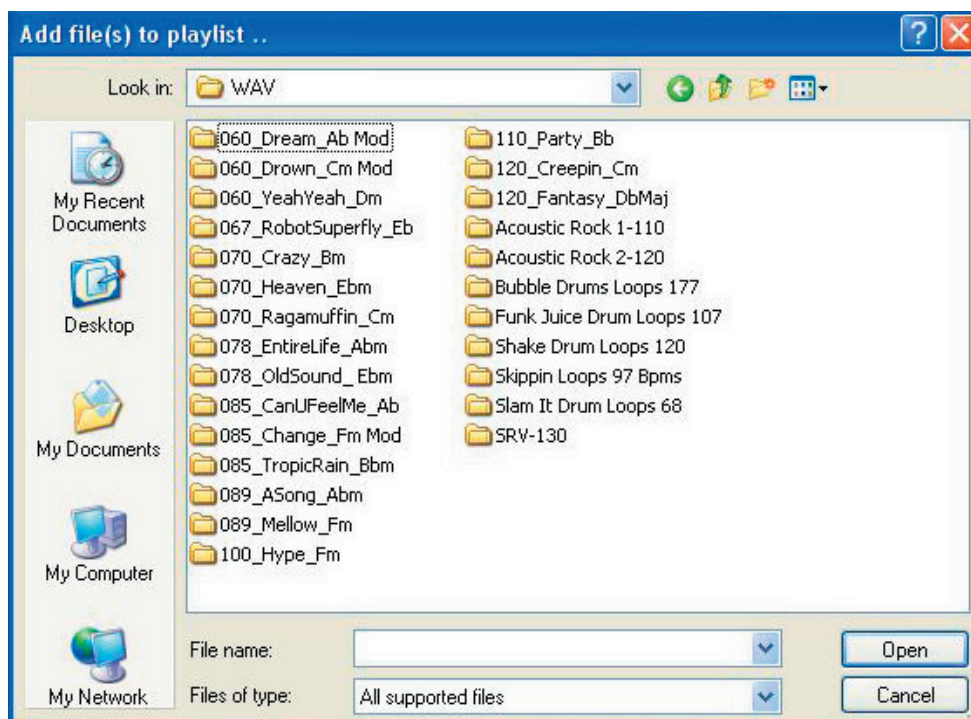 Add file(s) to playlist ..
Look in: WAV
My Recent
Documents
Desktop
My Documents
My Computer
My Network
060_Dream_Ab Mod
060_Drown_Cm Mod
060_YeahYeah_Dm
067_RobotSuperfly_Eb
070_Crazy_Bm
070_Heaven_Ebm
070_Ragamuffin_Cm
078_EntireLife_Abm
078_OldSound_ Ebm
085_CanUFeelMe_Ab
085_Change_Fm Mod
085_TropicRain_Bbm
089_ASong_Abm
089_Mellow_Fm
100_Hype_Fm
110_Party_Bb
120_Creepin_Cm
120_Fantasy_DbMaj
Acoustic Rock 1-110
Acoustic Rock 2-120
Bubble Drums Loops 177
Funk Juice Drum Loops 107
Shake Drum Loops 120
Skippin Loops 97 Bpms
Slam It Drum Loops 68
SRV-130
File name: Open
Files of type: All supported files Cancel